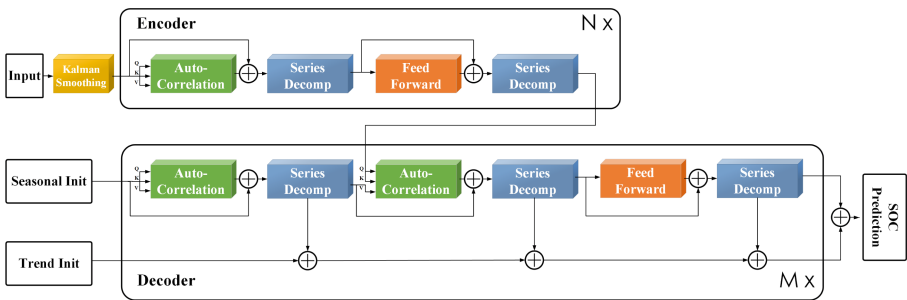 Encoder
N x
Input
Kalman
Smoothing
Q
K
V
Auto-
Correlation
Series
Decomp
Feed
Forward
Series
Decomp
Seasonal Init
Q
K
V
Auto-
Correlation
Series
Decomp
Q
K
V
Auto-
Correlation
Series
Decomp
Feed
Forward
Series
Decomp
SOC
Prediction
Trend Init
Decoder
M x